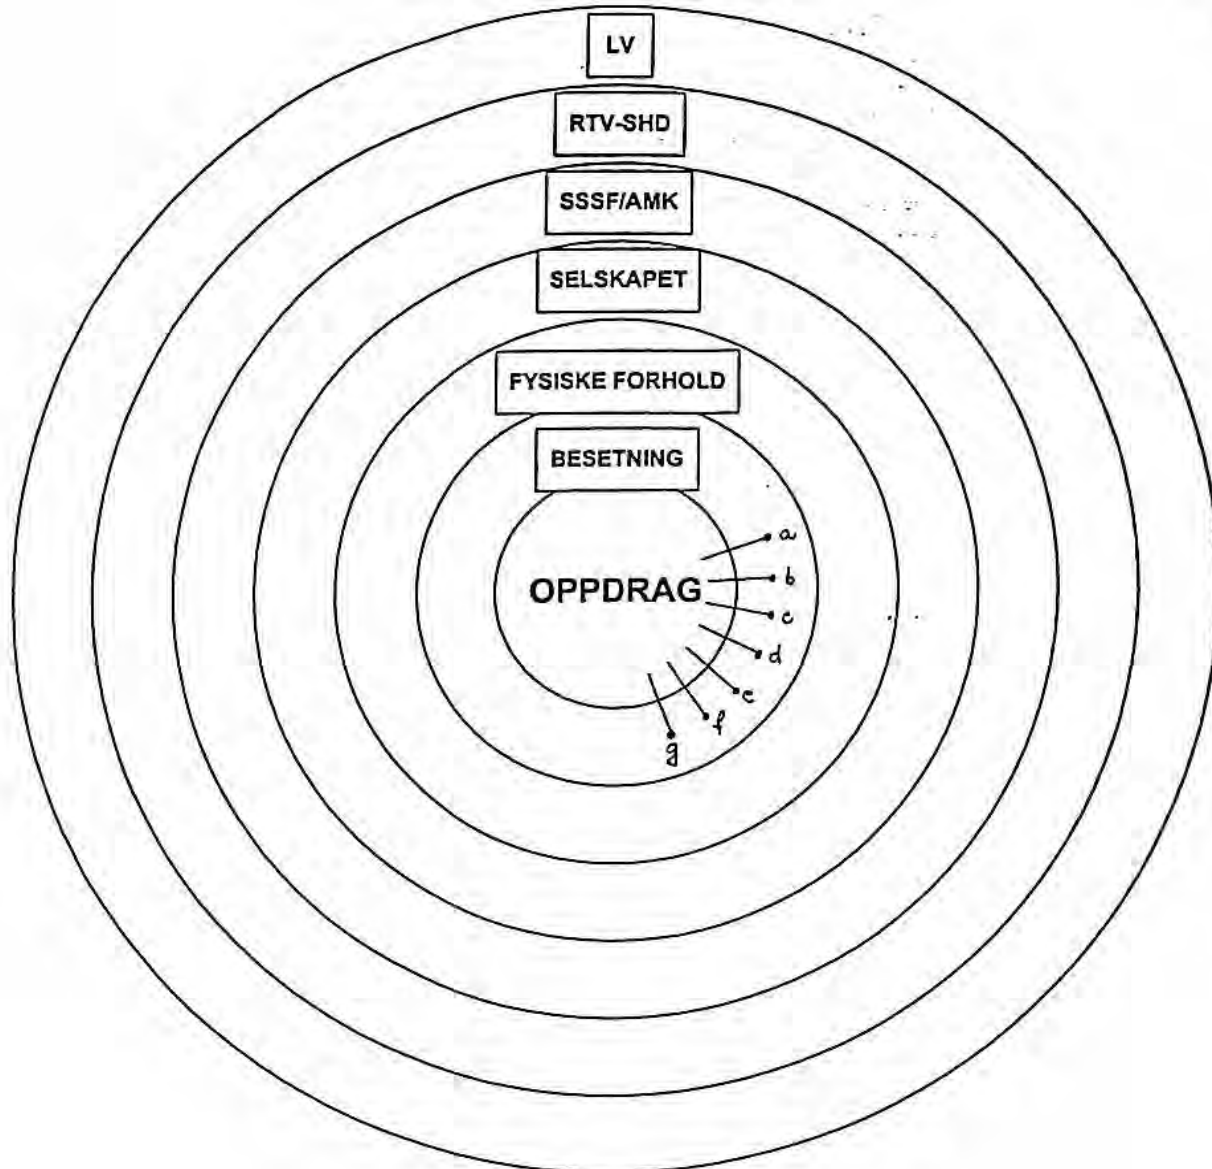 LV
RTV-SHD
SSSF/AMK
SELSKAPET
FYSISKE FORHOLD
BESETNING
OPPDRAG
a
b
c
d
e
f
g